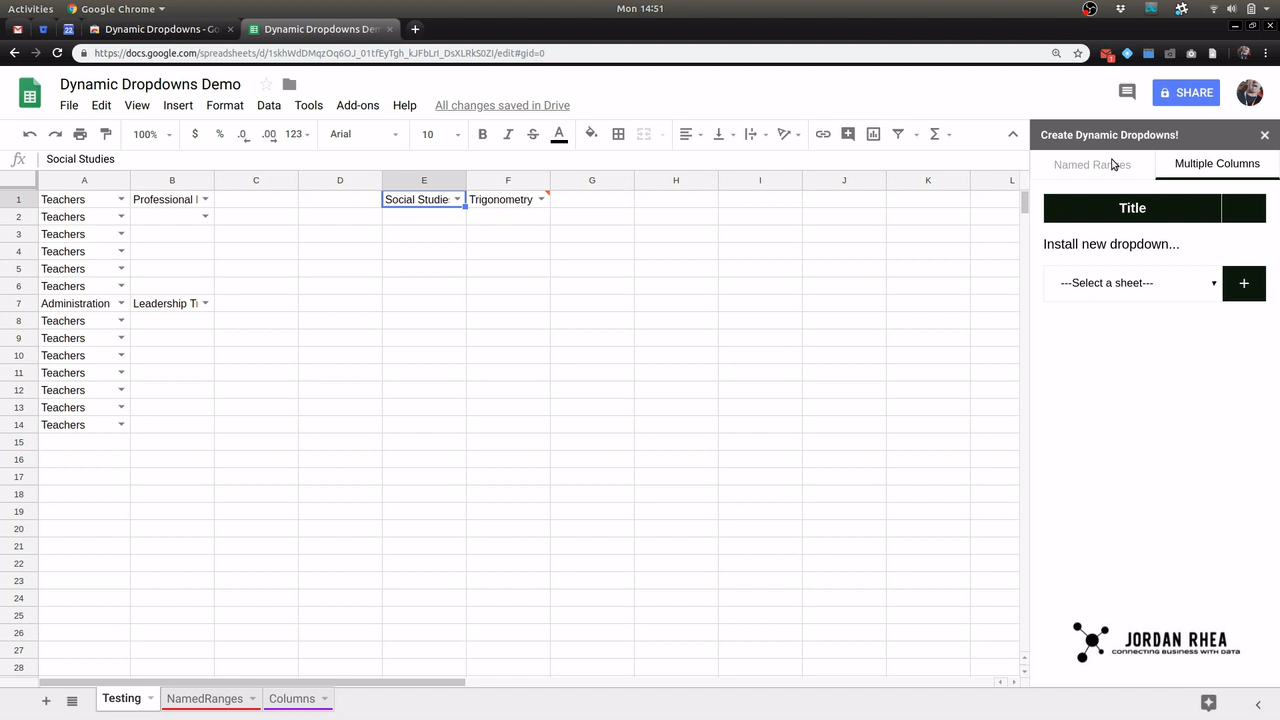 Applications Google Chrome Mon 14:51
Dynamic Dropdowns - Go Dynamic Dropdowns Dem
https://docs.google.com/spreadsheets/d/1skhWdDMqzOq6OJ_01tfEyTgh_kJFbLrI_DsXLRkS0ZI/edit#gid=0
Dynamic Dropdowns Demo
File Edit View Insert Format Data Tools Add-ons Help All changes saved in Drive
SHARE
100% $ % .0 .00 123 Arial 10 B I S A
fx Social Studies
Create Dynamic Dropdowns!
Named Ranges Multiple Columns
A B C D E F G H I J K L
1 Teachers Professional Social Studie Trigonometry
2 Teachers
3 Teachers
4 Teachers
5 Teachers
6 Teachers
7 Administration Leadership T
8 Teachers
9 Teachers
10 Teachers
11 Teachers
12 Teachers
13 Teachers
14 Teachers
15
16
17
18
19
20
21
22
23
24
25
26
27
28
Title
Install new dropdown...
---Select a sheet--- +
JORDAN RHEA
CONNECTING BUSINESS WITH DATA
Testing NamedRanges Columns